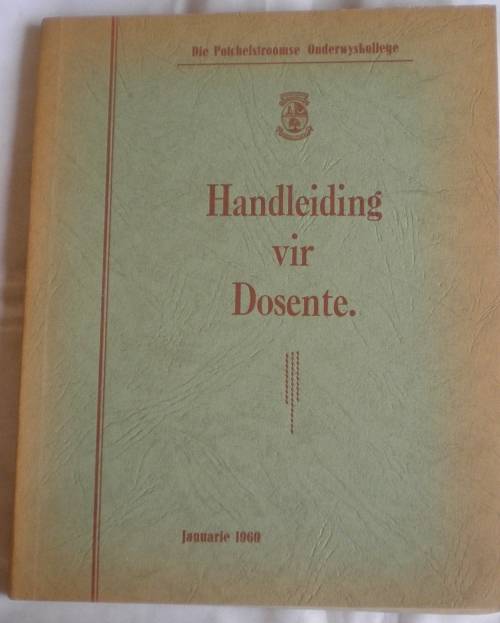 Die Potchefstroomse Onderwyskollege
Handleiding
vir
Dosente.
Januarie 1960